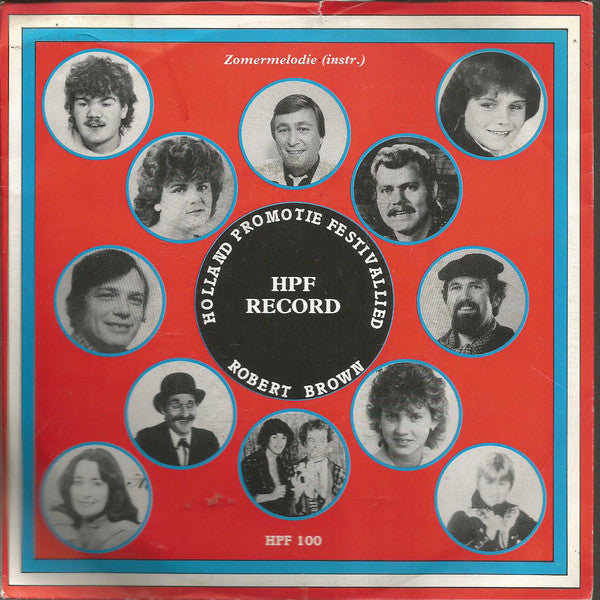 Zomermelodie (instr.)
HOLLAND PROMOTIE FESTIVALLIED
HPF
RECORD
ROBERT BROWN
HPF 100